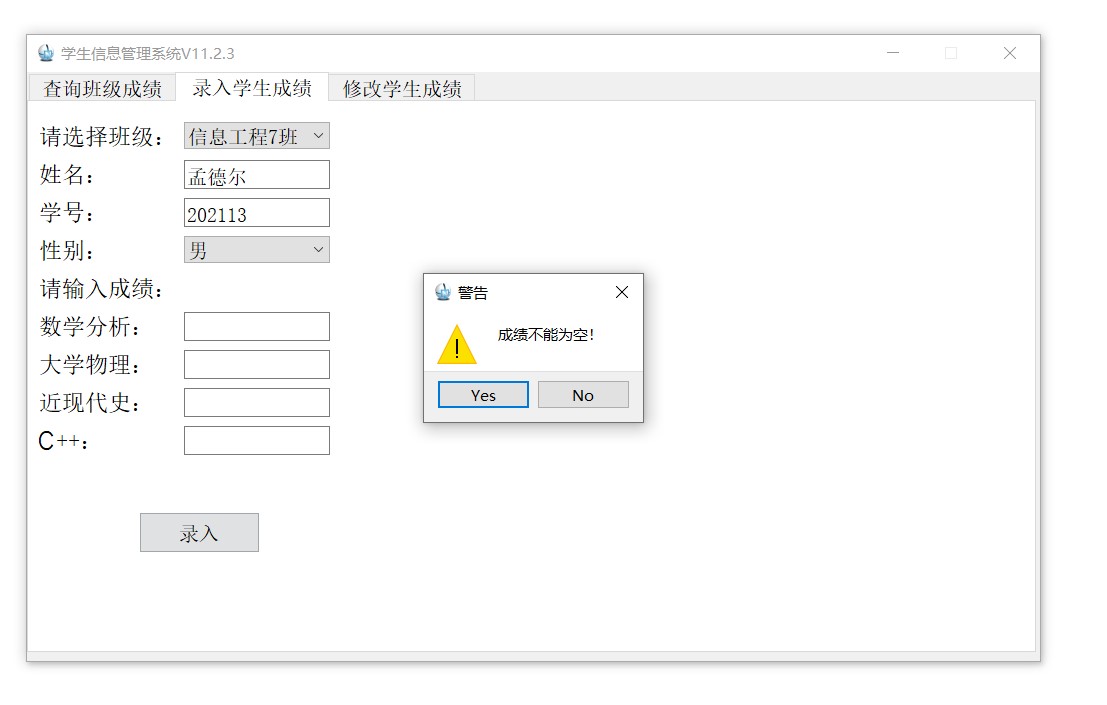 学生信息管理系统V11.2.3
查询班级成绩 录入学生成绩 修改学生成绩
请选择班级： 信息工程7班
姓名： 孟德尔
学号： 202113
性别： 男
请输入成绩：
数学分析：
大学物理：
近现代史：
C++：
录入
警告
成绩不能为空！
Yes No